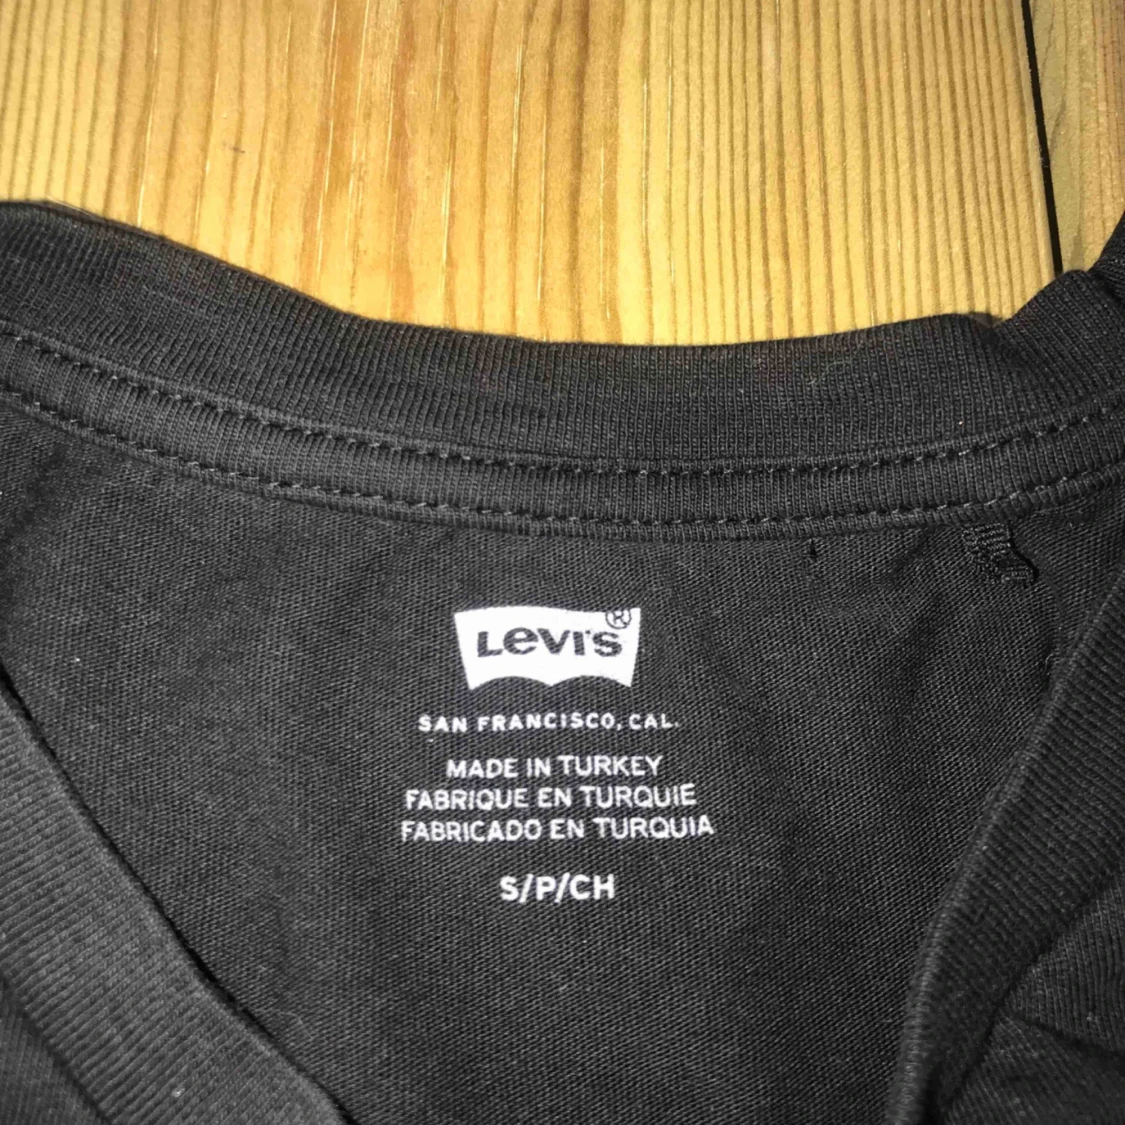 Levi's®
SAN FRANCISCO, CAL.
MADE IN TURKEY
FABRIQUE EN TURQUIE
FABRICADO EN TURQUIA
S/P/CH